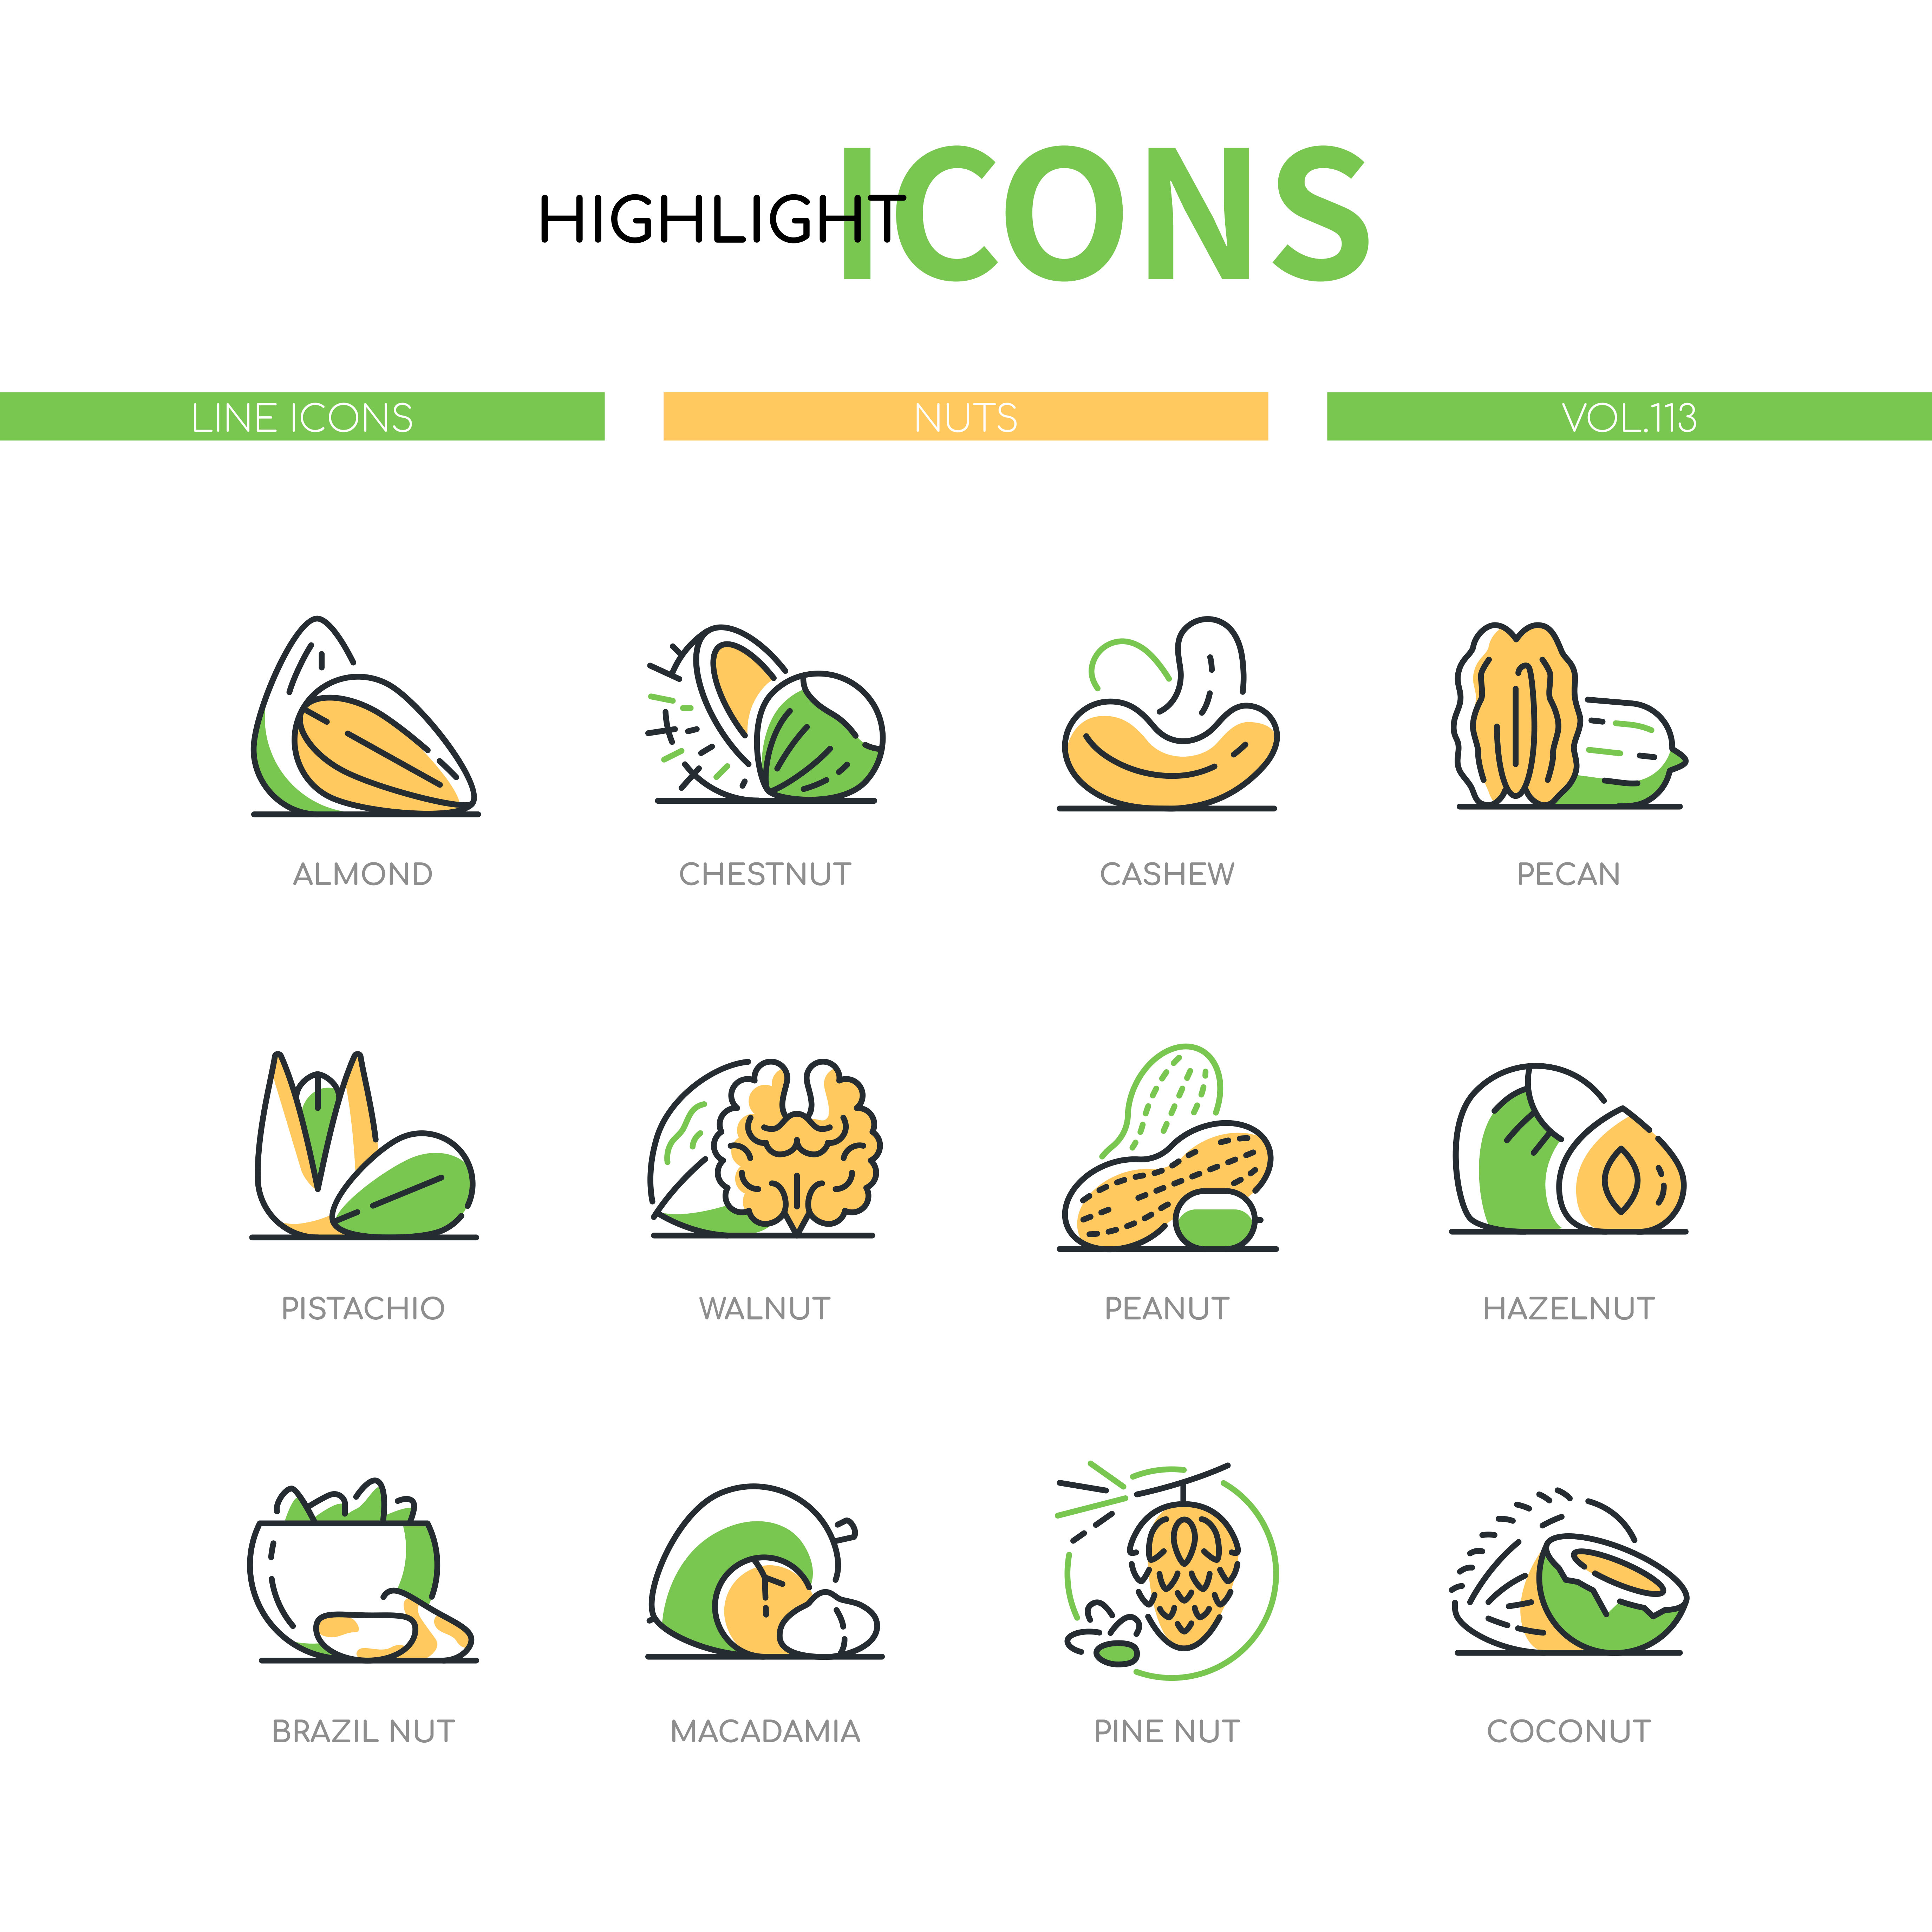 HIGHLIGHT ICONS
LINE ICONS
NUTS
VOL.113
ALMOND
CHESTNUT
CASHEW
PECAN
PISTACHIO
WALNUT
PEANUT
HAZELNUT
BRAZIL NUT
MACADAMIA
PINE NUT
COCONUT